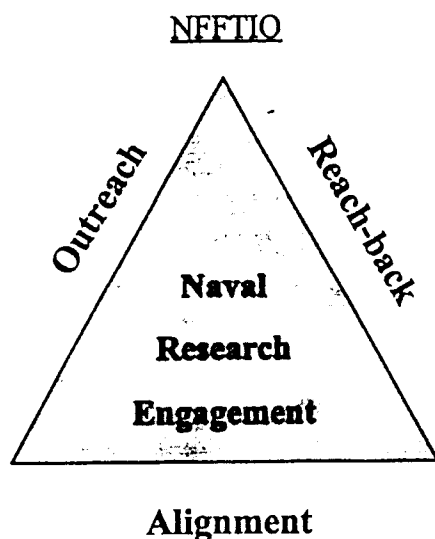 NFFTIO
Outreach
Reach-back
Naval
Research
Engagement
Alignment